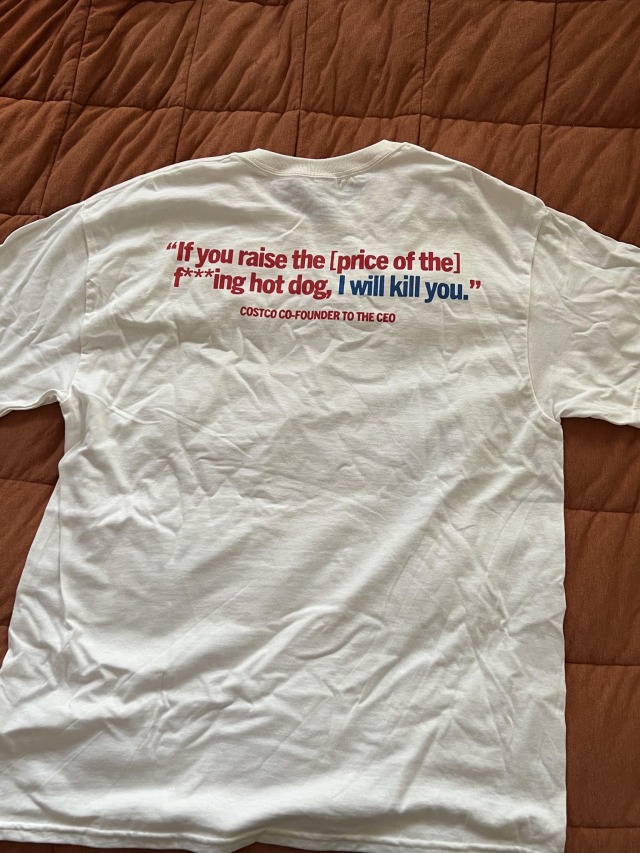 “If you raise the [price of the]
f***ing hot dog, I will kill you.”
COSTCO CO-FOUNDER TO THE CEO